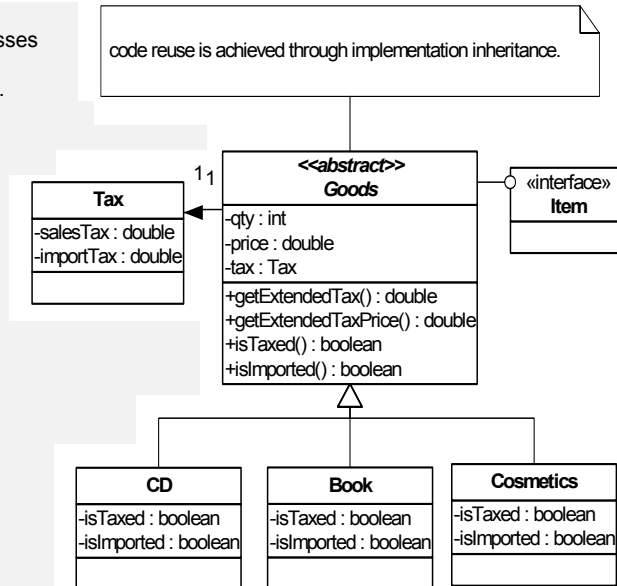 sses
.
code reuse is achieved through implementation inheritance.
<<abstract>>
Goods
-qty : int
-price : double
-tax : Tax
+getExtendedTax() : double
+getExtendedTaxPrice() : double
+isTaxed() : boolean
+isImported() : boolean
1
1
Tax
-salesTax : double
-importTax : double
«interface»
Item
CD
-isTaxed : boolean
-isImported : boolean
Book
-isTaxed : boolean
-isImported : boolean
Cosmetics
-isTaxed : boolean
-isImported : boolean